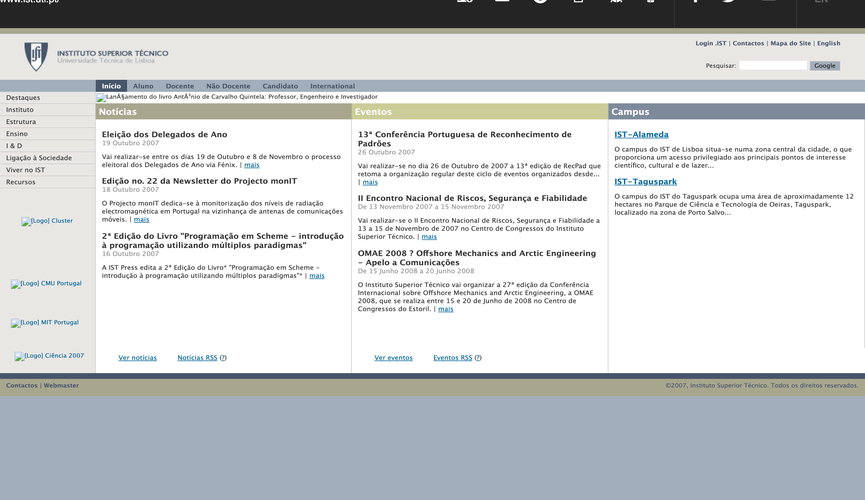 www.ist.utl.pt/
EN
INSTITUTO SUPERIOR TÉCNICO
Universidade Técnica de Lisboa
Login .IST | Contactos | Mapa do Site | English
Pesquisar:
Google
Início Aluno Docente Não Docente Candidato International
Destaques
Instituto
Estrutura
Ensino
I & D
Ligação à Sociedade
Viver no IST
Recursos
[Logo] Cluster
[Logo] CMU Portugal
[Logo] MIT Portugal
[Logo] Ciência 2007
LanÃ§amento do livro AntÃ³nio de Carvalho Quintela: Professor, Engenheiro e Investigador
Notícias
Eleição dos Delegados de Ano
19 Outubro 2007
Vai realizar-se entre os dias 19 de Outubro e 8 de Novembro o processo
eleitoral dos Delegados de Ano via Fénix. | mais
Edição no. 22 da Newsletter do Projecto monIT
18 Outubro 2007
O Projecto monIT dedica-se à monitorização dos níveis de radiação
electromagnética em Portugal na vizinhança de antenas de comunicações
móveis. | mais
2ª Edição do Livro "Programação em Scheme - introdução
à programação utilizando múltiplos paradigmas"
16 Outubro 2007
A IST Press edita a 2ª Edição do Livro* "Programação em Scheme -
introdução à programação utilizando múltiplos paradigmas"* | mais
Ver notícias Notícias RSS (?)
Eventos
13ª Conferência Portuguesa de Reconhecimento de
Padrões
26 Outubro 2007
Vai realizar-se no dia 26 de Outubro de 2007 a 13ª edição de RecPad que
retoma a organização regular deste ciclo de eventos organizados desde...
| mais
II Encontro Nacional de Riscos, Segurança e Fiabilidade
De 13 Novembro 2007 a 15 Novembro 2007
Vai realizar-se o II Encontro Nacional de Riscos, Segurança e Fiabilidade a
13 a 15 de Novembro de 2007 no Centro de Congressos do Instituto
Superior Técnico. | mais
OMAE 2008 ? Offshore Mechanics and Arctic Engineering
- Apelo a Comunicações
De 15 Junho 2008 a 20 Junho 2008
O Instituto Superior Técnico vai organizar a 27ª edição da Conferência
Internacional sobre Offshore Mechanics and Arctic Engineering, a OMAE
2008, que se realiza entre 15 e 20 de Junho de 2008 no Centro de
Congressos do Estoril. | mais
Ver eventos Eventos RSS (?)
Campus
IST-Alameda
O campus do IST de Lisboa situa-se numa zona central da cidade, o que
proporciona um acesso privilegiado aos principais pontos de interesse
científico, cultural e de lazer...
IST-Taguspark
O campus do IST do Taguspark ocupa uma área de aproximadamente 12
hectares no Parque de Ciência e Tecnologia de Oeiras, Taguspark,
localizado na zona de Porto Salvo...
Contactos | Webmaster
©2007, Instituto Superior Técnico. Todos os direitos reservados.